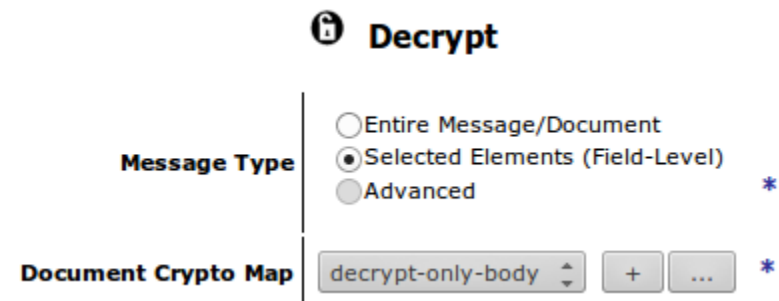 Decrypt
Message Type
Entire Message/Document
Selected Elements (Field-Level)
Advanced
*
Document Crypto Map
decrypt-only-body
+
...
*